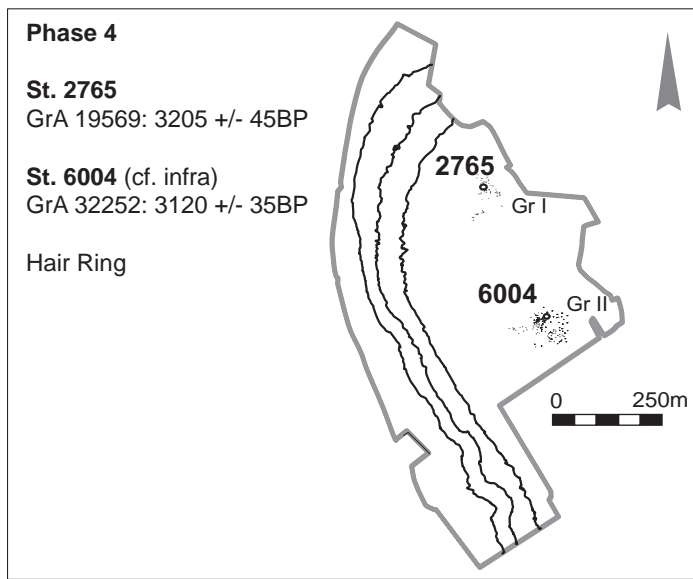 Phase 4
St. 2765
GrA 19569: 3205 +/- 45BP
St. 6004 (cf. infra)
GrA 32252: 3120 +/- 35BP
Hair Ring
2765
Gr I
6004
Gr II
0 250m